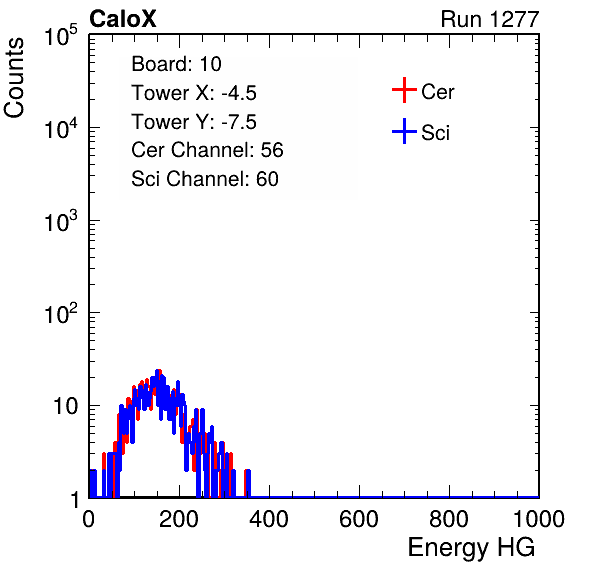 CaloX Run 1277
Counts
10^5
10^4
10^3
10^2
10
1
Board: 10
Tower X: -4.5
Tower Y: -7.5
Cer Channel: 56
Sci Channel: 60
Cer
Sci
0 200 400 600 800 1000
Energy HG